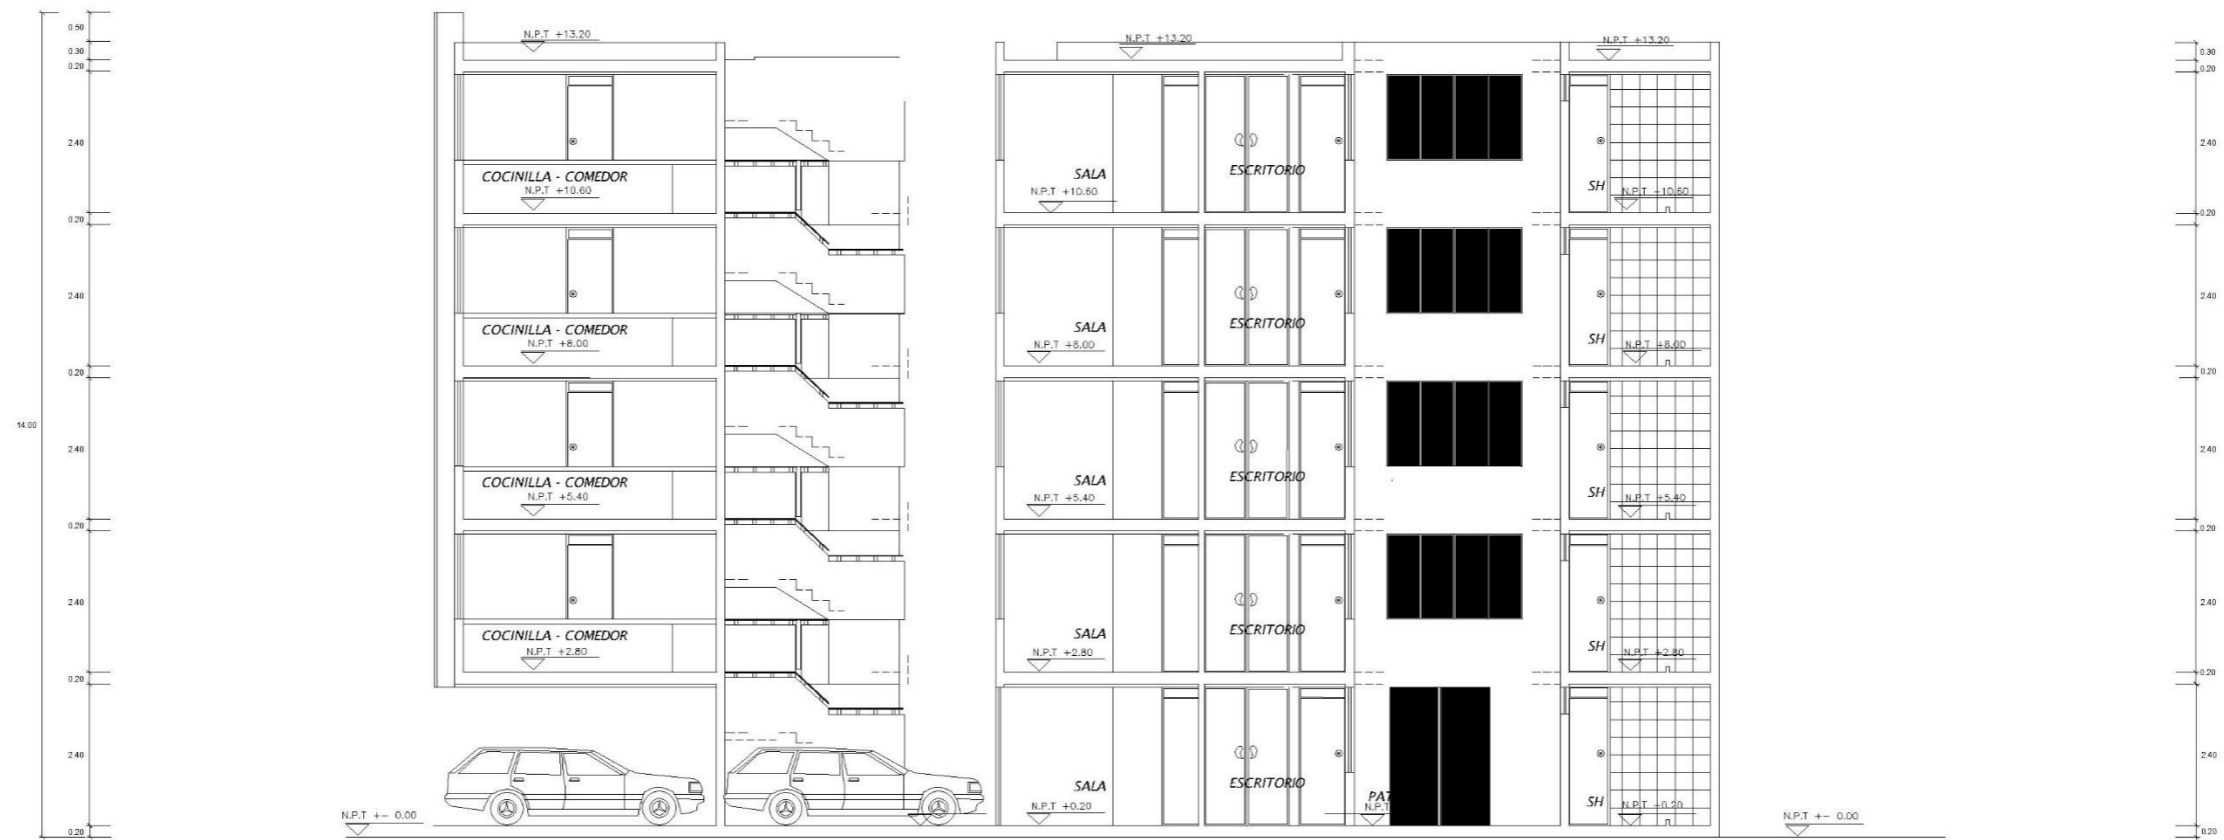 0.50
N.P.T +13.20
N.P.T +13.20
N.P.T +13.20
0.30
0.30
0.20
0.20
2.40
2.40
COCINILLA - COMEDOR
SALA
ESCRITORIO
SH
N.P.T +10.60
N.P.T +10.60
N.P.T +10.60
0.20
0.20
2.40
2.40
COCINILLA - COMEDOR
SALA
ESCRITORIO
SH
N.P.T +8.00
N.P.T +8.00
N.P.T +8.00
0.20
0.20
14.00
2.40
2.40
COCINILLA - COMEDOR
SALA
ESCRITORIO
SH
N.P.T +5.40
N.P.T +5.40
N.P.T +5.40
0.20
0.20
2.40
2.40
COCINILLA - COMEDOR
SALA
ESCRITORIO
SH
N.P.T +2.80
N.P.T +2.80
N.P.T +2.80
0.20
0.20
2.40
2.40
SALA
ESCRITORIO
PAT
SH
N.P.T +0.20
N.P.T
N.P.T +0.20
N.P.T +- 0.00
N.P.T +- 0.00
0.20
0.20